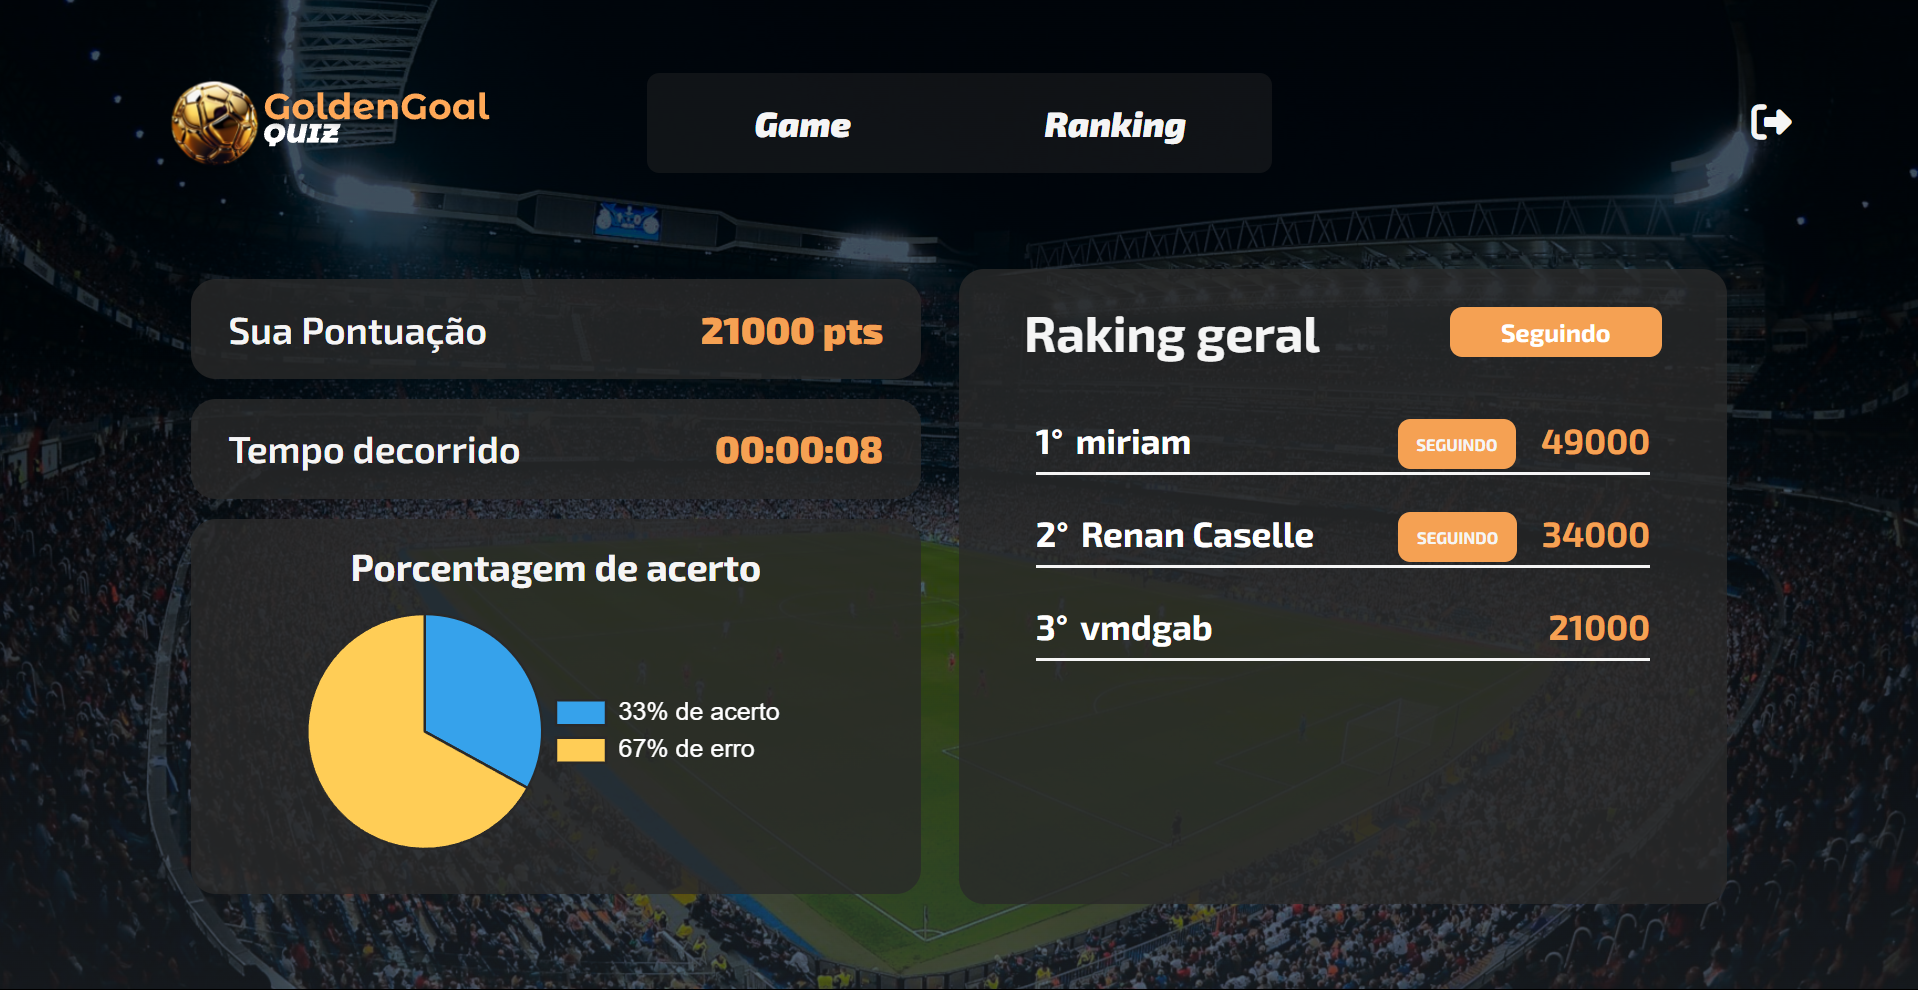 GoldenGoal
QUIZ
Game
Ranking
Sua Pontuação
21000 pts
Tempo decorrido
00:00:08
Porcentagem de acerto
33% de acerto
67% de erro
Raking geral
Seguindo
1° miriam SEGUINDO 49000
2° Renan Caselle SEGUINDO 34000
3° vmdgab 21000